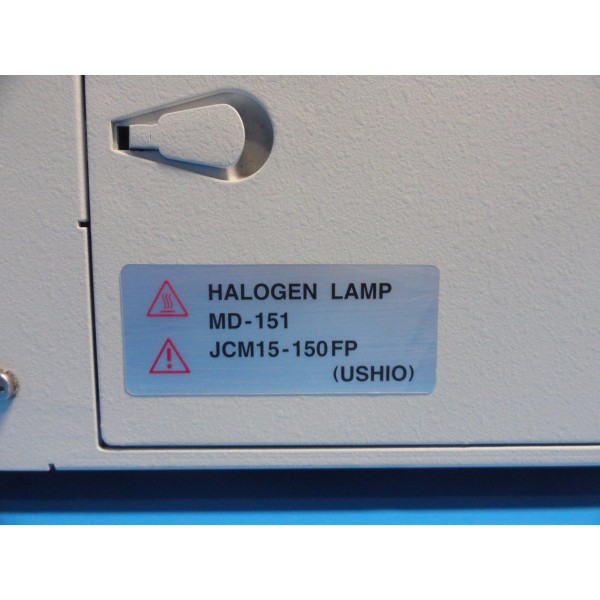 HALOGEN LAMP
MD-151
JCM15-150FP
(USHIO)